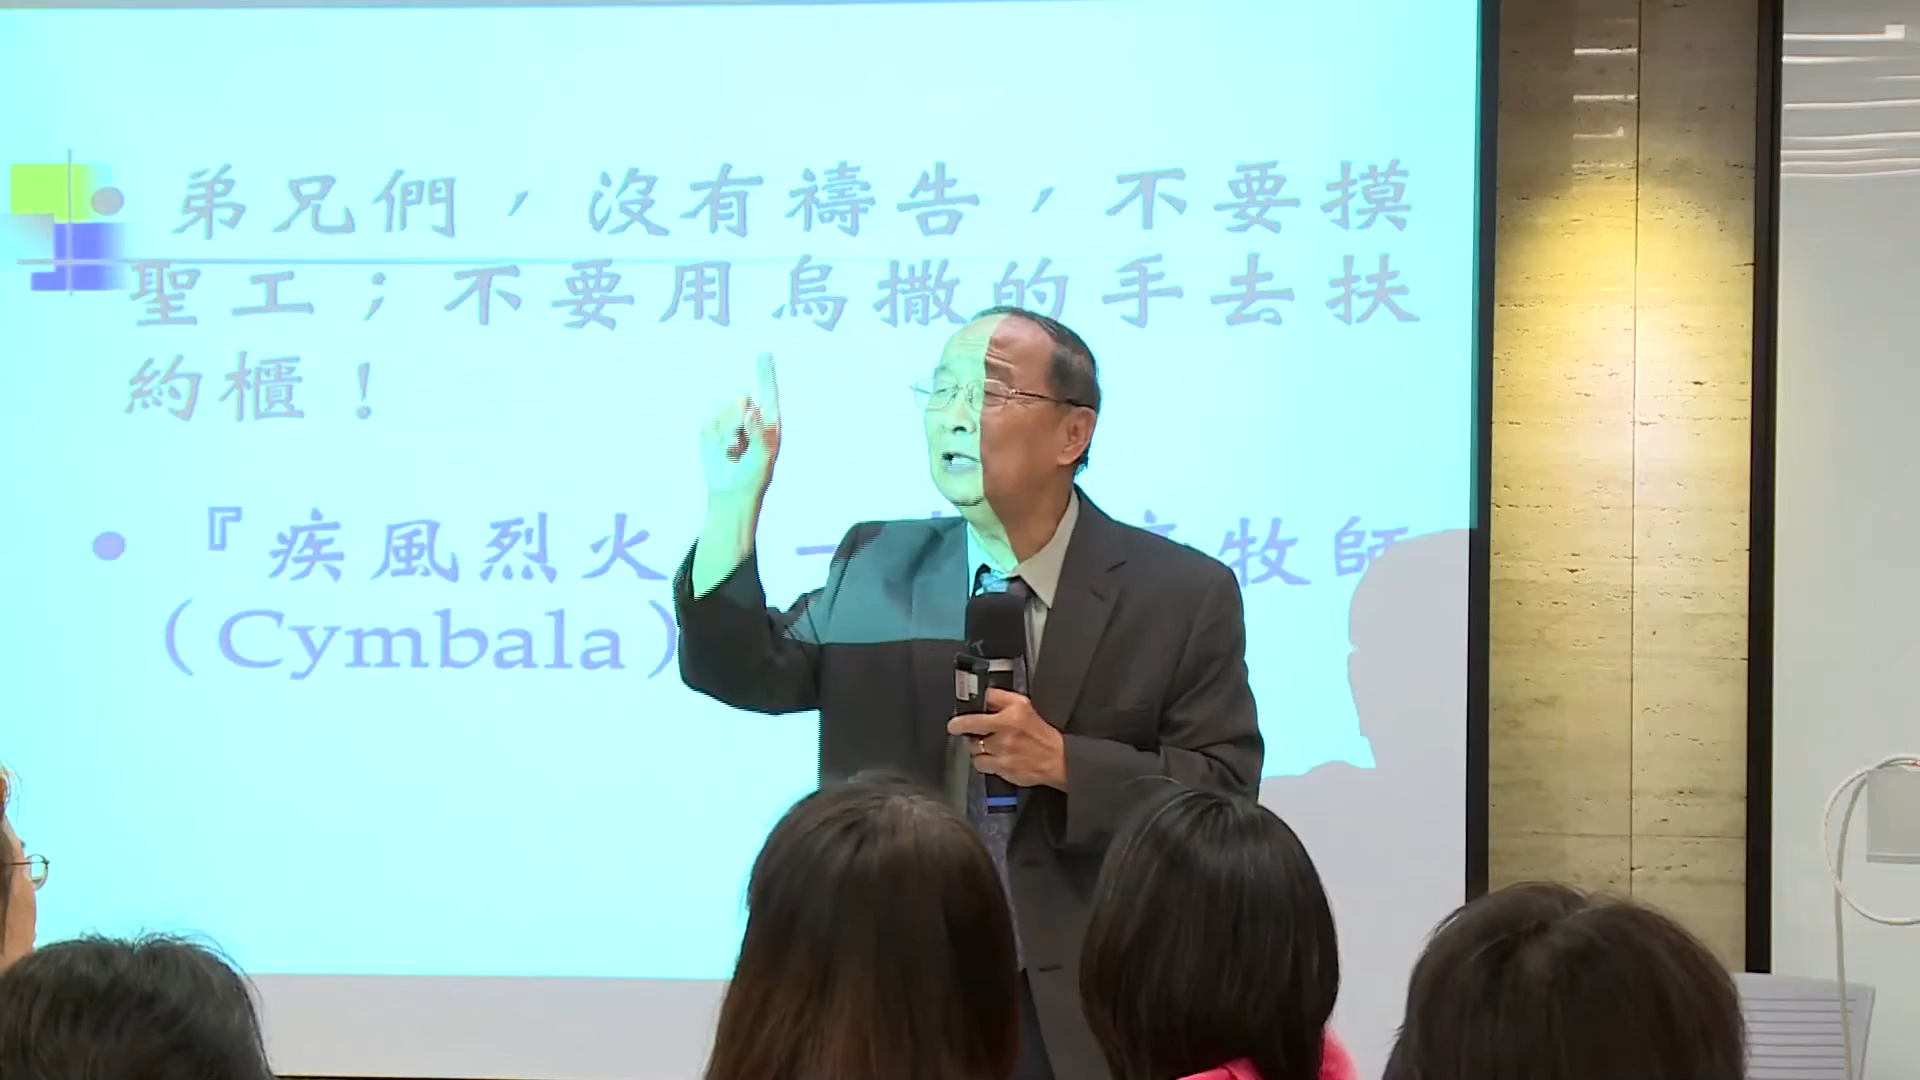 • 弟兄們，沒有禱告，不要摸
聖工；不要用烏撒的手去扶
約櫃！
• 『疾風烈火 牧師
（Cymbala）